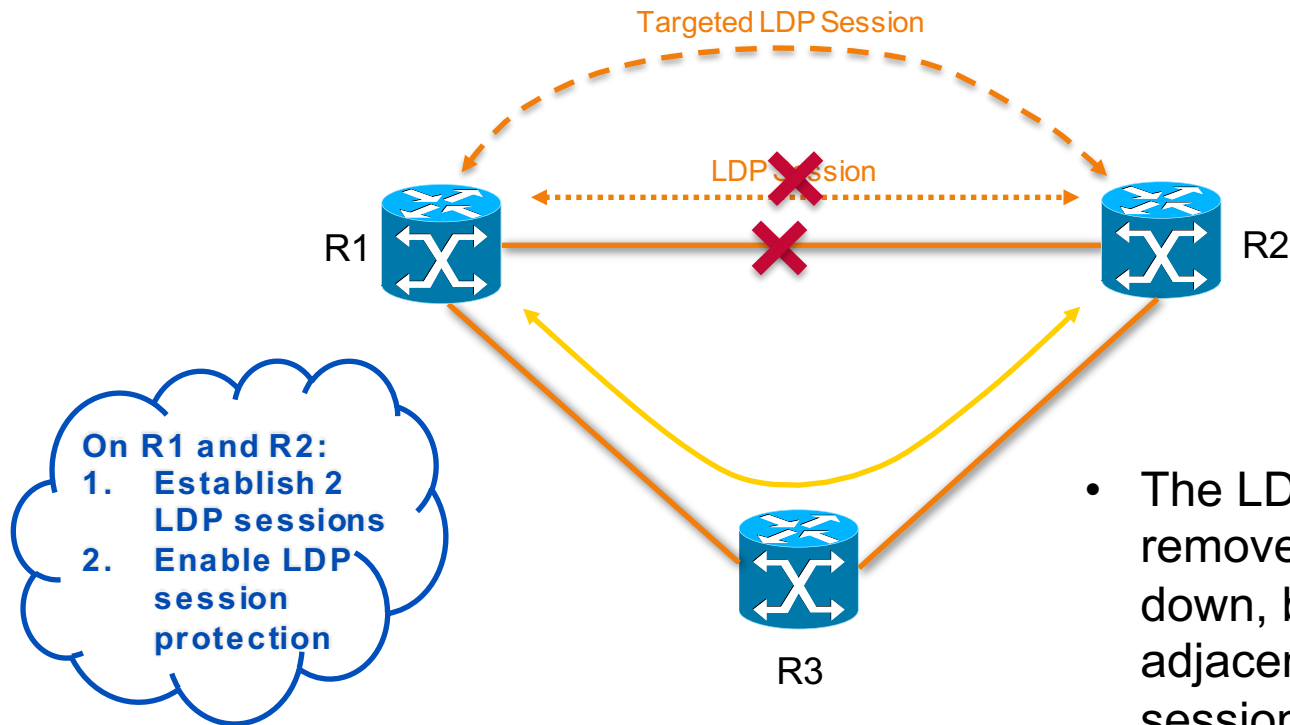 Targeted LDP Session
LDP Session
R1
R2
On R1 and R2:
1. Establish 2
LDP sessions
2. Enable LDP
session
protection
• The LD
remove
down, b
adjacer
session
R3